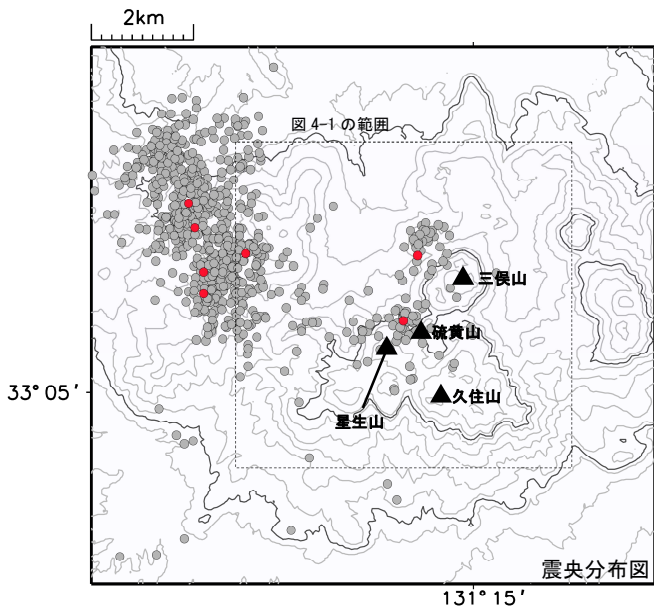 2km
図 4-1 の範囲
三俣山
硫黄山
33° 05′
久住山
星生山
震央分布図
131° 15′